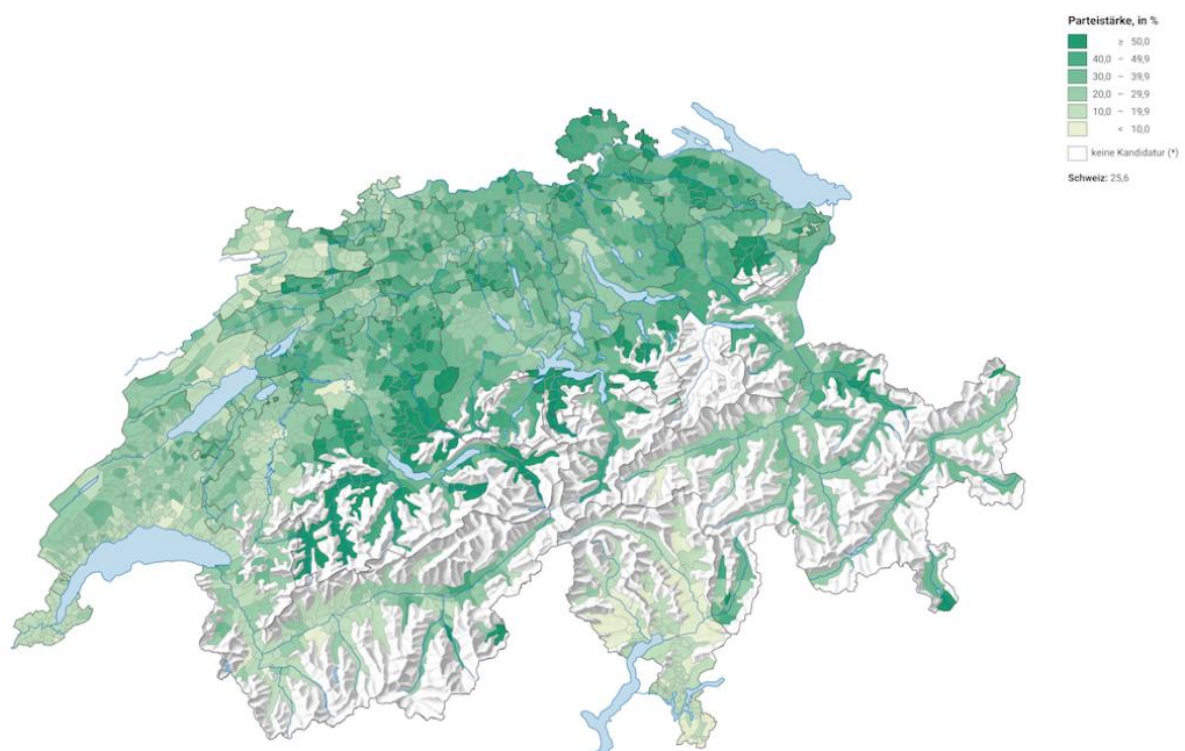 Parteistärke, in %
≥ 50,0
40,0 – 49,9
30,0 – 39,9
20,0 – 29,9
10,0 – 19,9
< 10,0
keine Kandidatur (*)
Schweiz: 25,6